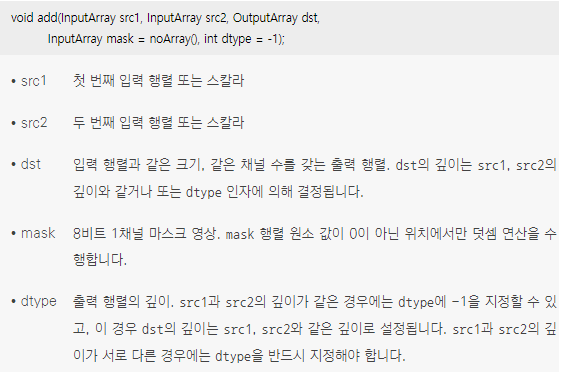 void add(InputArray src1, InputArray src2, OutputArray dst,
InputArray mask = noArray(), int dtype = -1);
• src1 첫 번째 입력 행렬 또는 스칼라
• src2 두 번째 입력 행렬 또는 스칼라
• dst 입력 행렬과 같은 크기, 같은 채널 수를 갖는 출력 행렬. dst의 깊이는 src1, src2의
깊이와 같거나 또는 dtype 인자에 의해 결정됩니다.
• mask 8비트 1채널 마스크 영상. mask 행렬 원소 값이 0이 아닌 위치에서만 덧셈 연산을 수
행합니다.
• dtype 출력 행렬의 깊이. src1과 src2의 깊이가 같은 경우에는 dtype에 -1을 지정할 수 있
고, 이 경우 dst의 깊이는 src1, src2와 같은 깊이로 설정됩니다. src1과 src2의 깊
이가 서로 다른 경우에는 dtype을 반드시 지정해야 합니다.